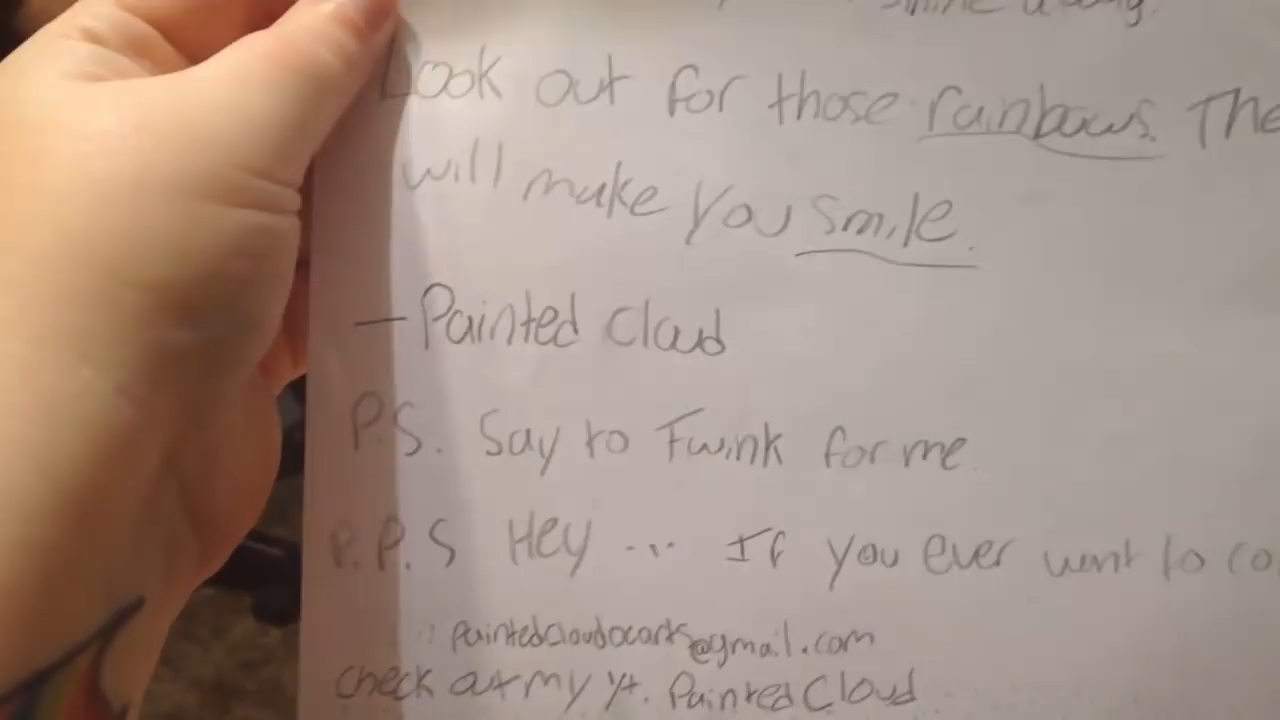 Look out for those rainbows. The
will make you smile.
— Painted Cloud
P.S. Say to Fwink for me.
P.P.S Hey ... If you ever want to co
paintedcloudocarts@gmail.com
check out my yt. Painted Cloud